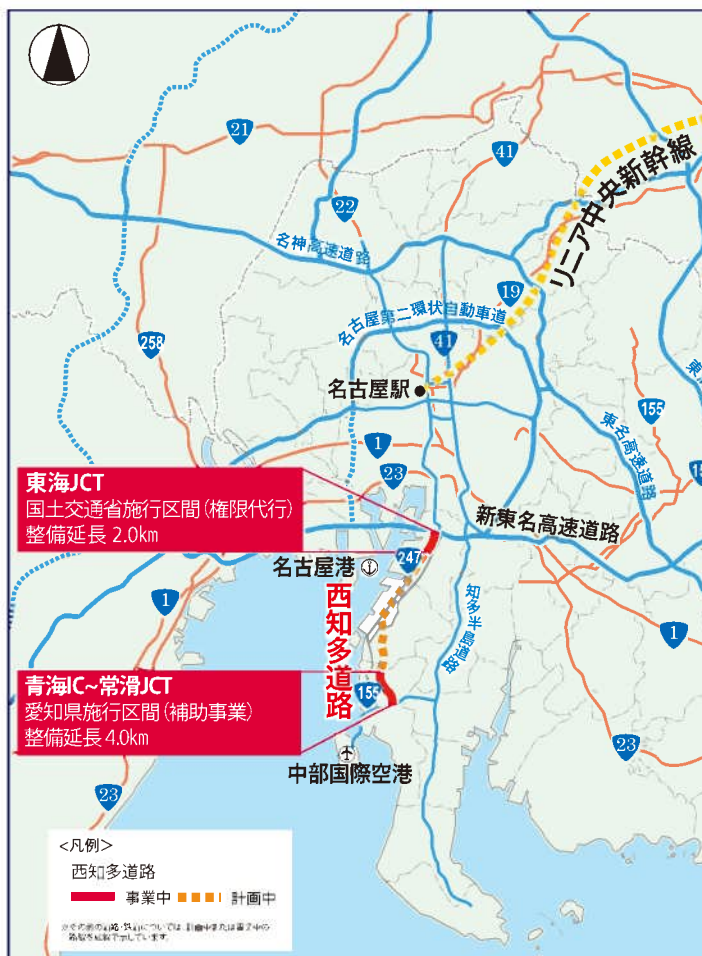 21
41
22
リニア中央新幹線
名神高速道路
19
名古屋第二環状自動車道
41
258
名古屋駅
155
東名高速道路
1
23
東海JCT
国土交通省施行区間(権限代行)
整備延長 2.0km
新東名高速道路
247
名古屋港
西知多道路
知多半島道路
1
1
青海IC~常滑JCT
愛知県施行区間(補助事業)
整備延長 4.0km
155
23
中部国際空港
23
<凡例>
西知多道路
事業中
計画中